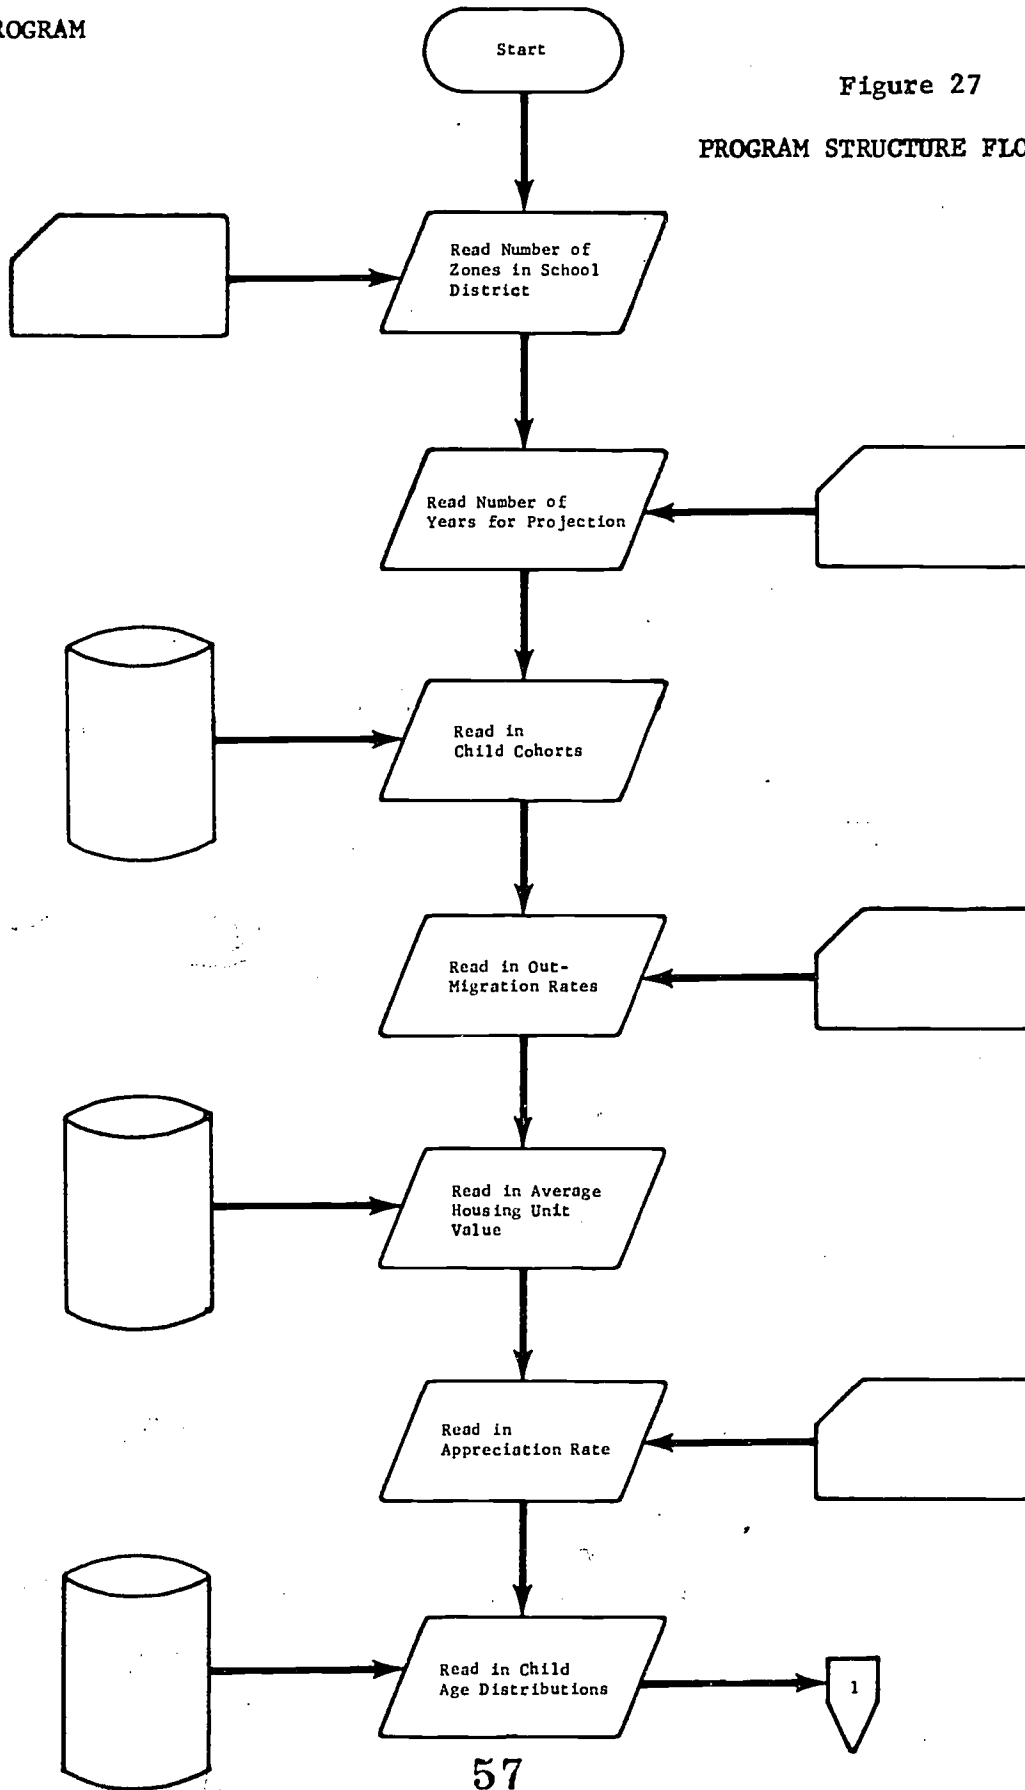 ROGRAM
Start
Figure 27
PROGRAM STRUCTURE FLO
Read Number of
Zones in School
District
Read Number of
Years for Projection
Read in
Child Cohorts
Read in Out-
Migration Rates
Read in Average
Housing Unit
Value
Read in
Appreciation Rate
Read in Child
Age Distributions
1
57